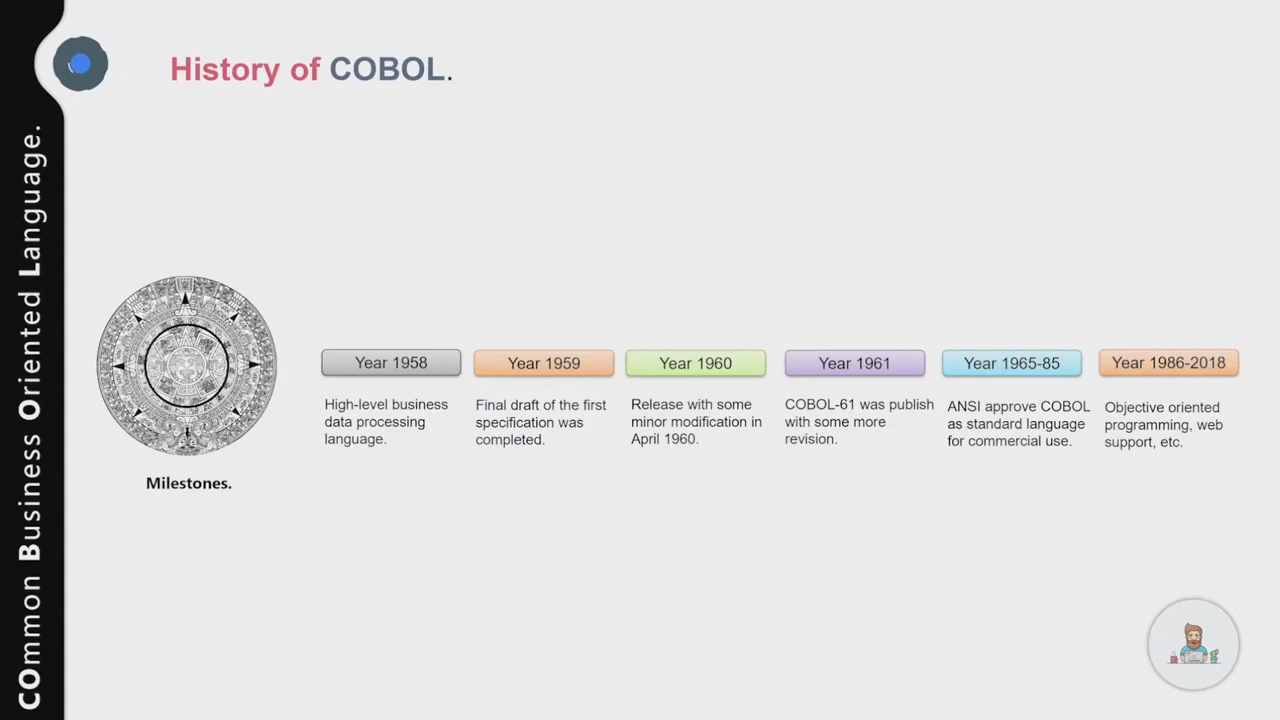 History of COBOL.
COmmon Business Oriented Language.
Milestones.
Year 1958
High-level business
data processing
language.
Year 1959
Final draft of the first
specification was
completed.
Year 1960
Release with some
minor modification in
April 1960.
Year 1961
COBOL-61 was publish
with some more
revision.
Year 1965-85
ANSI approve COBOL
as standard language
for commercial use.
Year 1986-2018
Objective oriented
programming, web
support, etc.